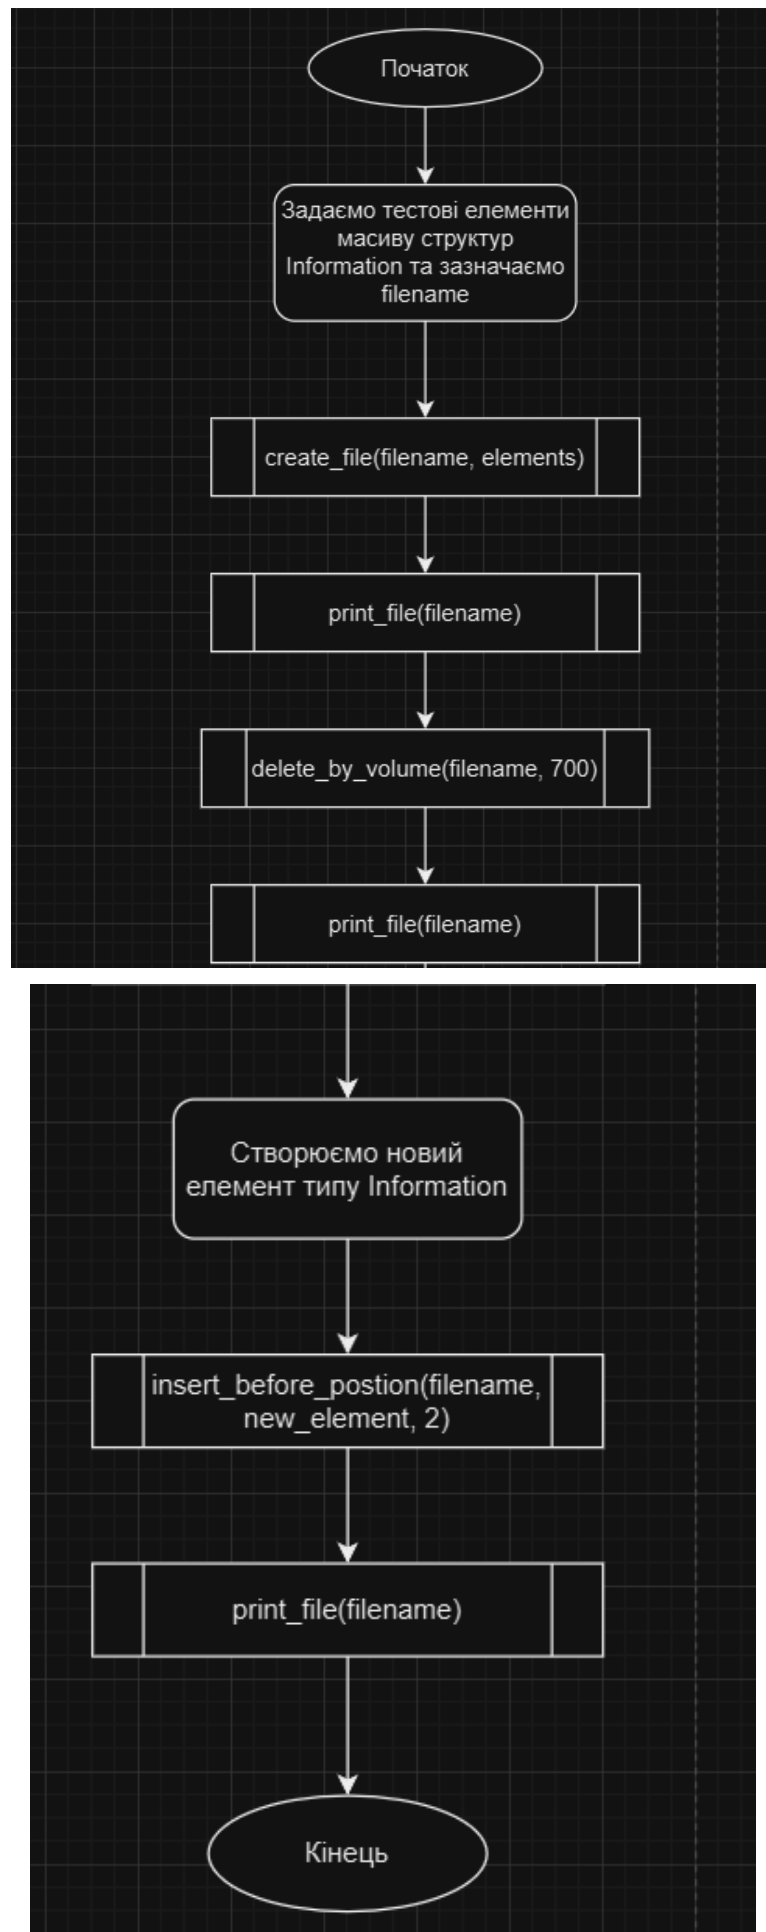 Початок
Задаємо тестові елементи
масиву структур
Information та зазначаємо
filename
create_file(filename, elements)
print_file(filename)
delete_by_volume(filename, 700)
print_file(filename)
Створюємо новий
елемент типу Information
insert_before_postion(filename,
new_element, 2)
print_file(filename)
Кінець